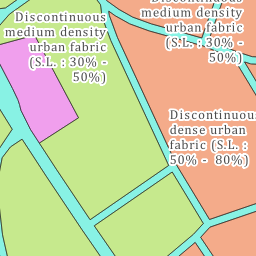 Discontinuous
medium density
urban fabric
(S.L. : 30% -
50%)
Discontinuous
medium density
urban fabric
(S.L. : 30% -
50%)
Discontinuous
dense urban
fabric (S.L. :
50% - 80%)